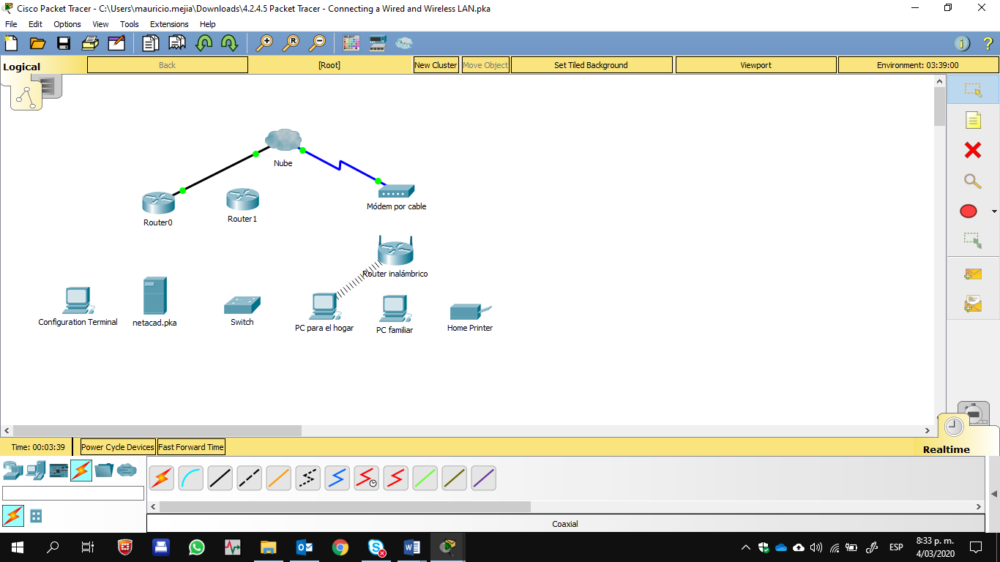 Cisco Packet Tracer - C:\Users\mauricio.mejia\Downloads\4.2.4.5 Packet Tracer - Connecting a Wired and Wireless LAN.pka
File Edit Options View Tools Extensions Help
Logical Back [Root] New Cluster Move Object Set Tiled Background Viewport Environment: 03:39:00
Nube
Módem por cable
Router0
Router1
Router inalámbrico
Configuration Terminal
netacad.pka
Switch
PC para el hogar
PC familiar
Home Printer
Time: 00:03:39 Power Cycle Devices Fast Forward Time
Realtime
Coaxial
ESP
8:33 p. m.
4/03/2020